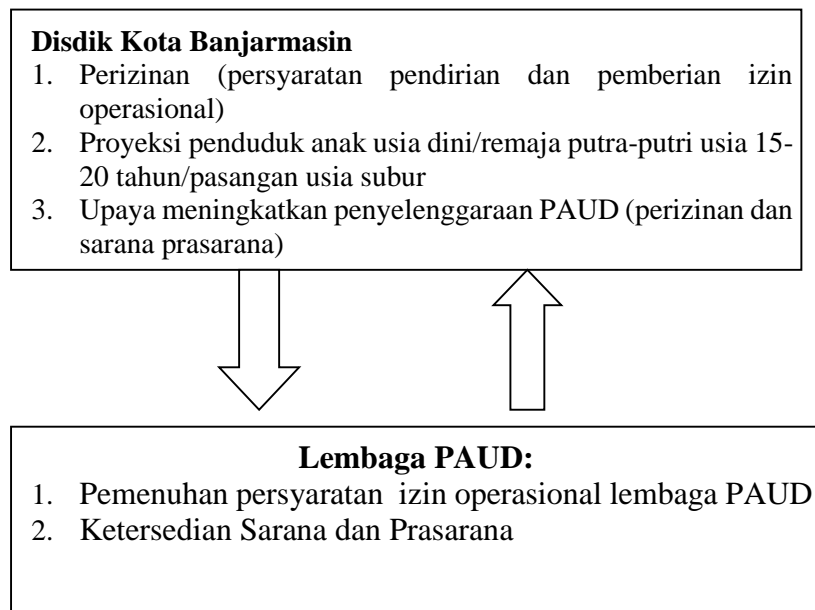 Disdik Kota Banjarmasin
1. Perizinan (persyaratan pendirian dan pemberian izin
operasional)
2. Proyeksi penduduk anak usia dini/remaja putra-putri usia 15-
20 tahun/pasangan usia subur
3. Upaya meningkatkan penyelenggaraan PAUD (perizinan dan
sarana prasarana)
Lembaga PAUD:
1. Pemenuhan persyaratan izin operasional lembaga PAUD
2. Ketersedian Sarana dan Prasarana